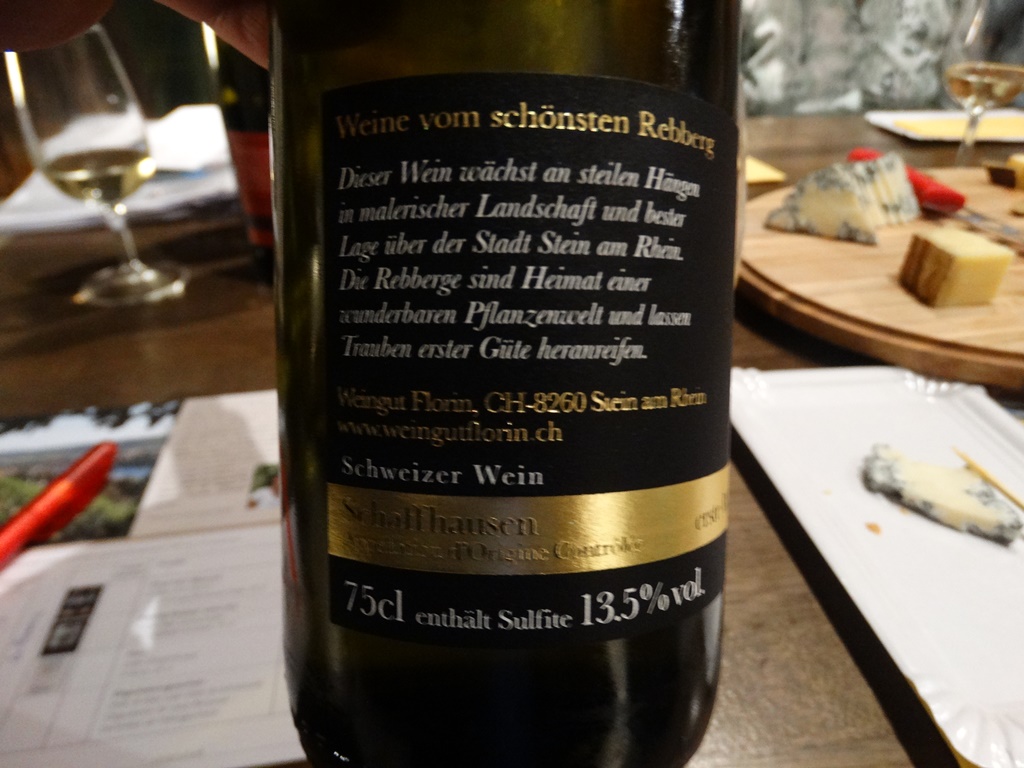 Weine vom schönsten Rebberg
Dieser Wein wächst an steilen Hängen
in malerischer Landschaft und bester
Lage über der Stadt Stein am Rhein.
Die Rebberge sind Heimat einer
wunderbaren Pflanzenwelt und lassen
Trauben erster Güte heranreifen.
Weingut Florin, CH-8260 Stein am Rhein
www.weingutflorin.ch
Schweizer Wein
Schaffhausen
Appellation d'Origine Contrôlée
75cl enthält Sulfite 13.5% vol.